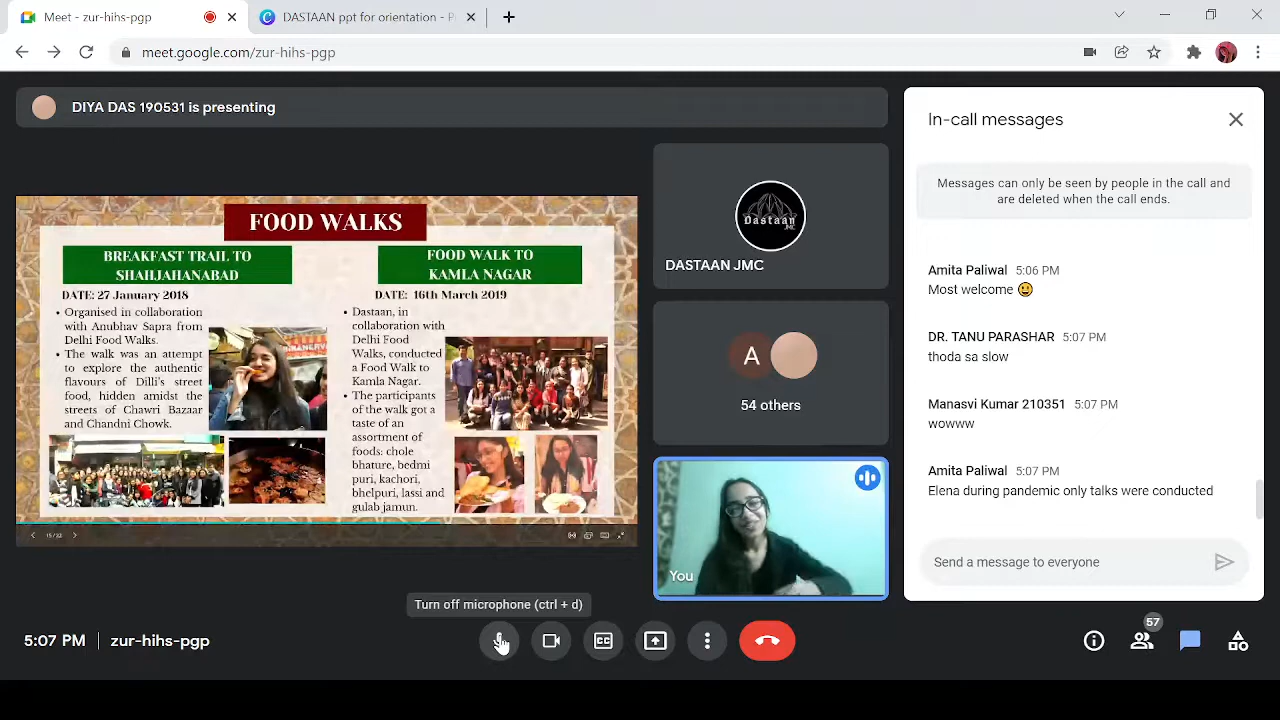 Meet - zur-hihs-pgp
DASTAAN ppt for orientation - P
meet.google.com/zur-hihs-pgp
DIYA DAS 190531 is presenting
FOOD WALKS
BREAKFAST TRAIL TO
SHAHJAHANABAD
DATE: 27 January 2018
• Organised in collaboration
with Anubhav Sapra from
Delhi Food Walks.
• The walk was an attempt
to explore the authentic
flavours of Dilli's street
food, hidden amidst the
streets of Chawri Bazaar
and Chandni Chowk.
FOOD WALK TO
KAMLA NAGAR
DATE: 16th March 2019
• Dastaan, in
collaboration with
Delhi Food
Walks, conducted
a Food Walk to
Kamla Nagar.
• The participants
of the walk got a
taste of an
assortment of
foods: chole
bhature, bedmi
puri, kachori,
bhelpuri, lassi and
gulab jamun.
Dastaan
JMC
DASTAAN JMC
A
54 others
You
In-call messages
Messages can only be seen by people in the call and
are deleted when the call ends.
Amita Paliwal 5:06 PM
Most welcome 😃
DR. TANU PARASHAR 5:07 PM
thoda sa slow
Manasvi Kumar 210351 5:07 PM
wowww
Amita Paliwal 5:07 PM
Elena during pandemic only talks were conducted
Send a message to everyone
Turn off microphone (ctrl + d)
5:07 PM | zur-hihs-pgp
CC
57